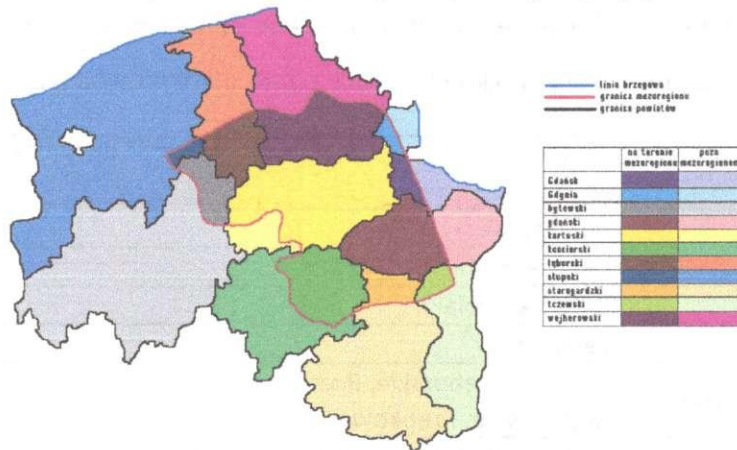 linia brzegowa
granica mezoregionu
granica powiatów
na terenie mezoregionu
poza mezoregionem
Gdańsk
Gdynia
bytowski
gdański
kartuski
kościerski
lęborski
słupski
starogardzki
tczewski
wejherowski